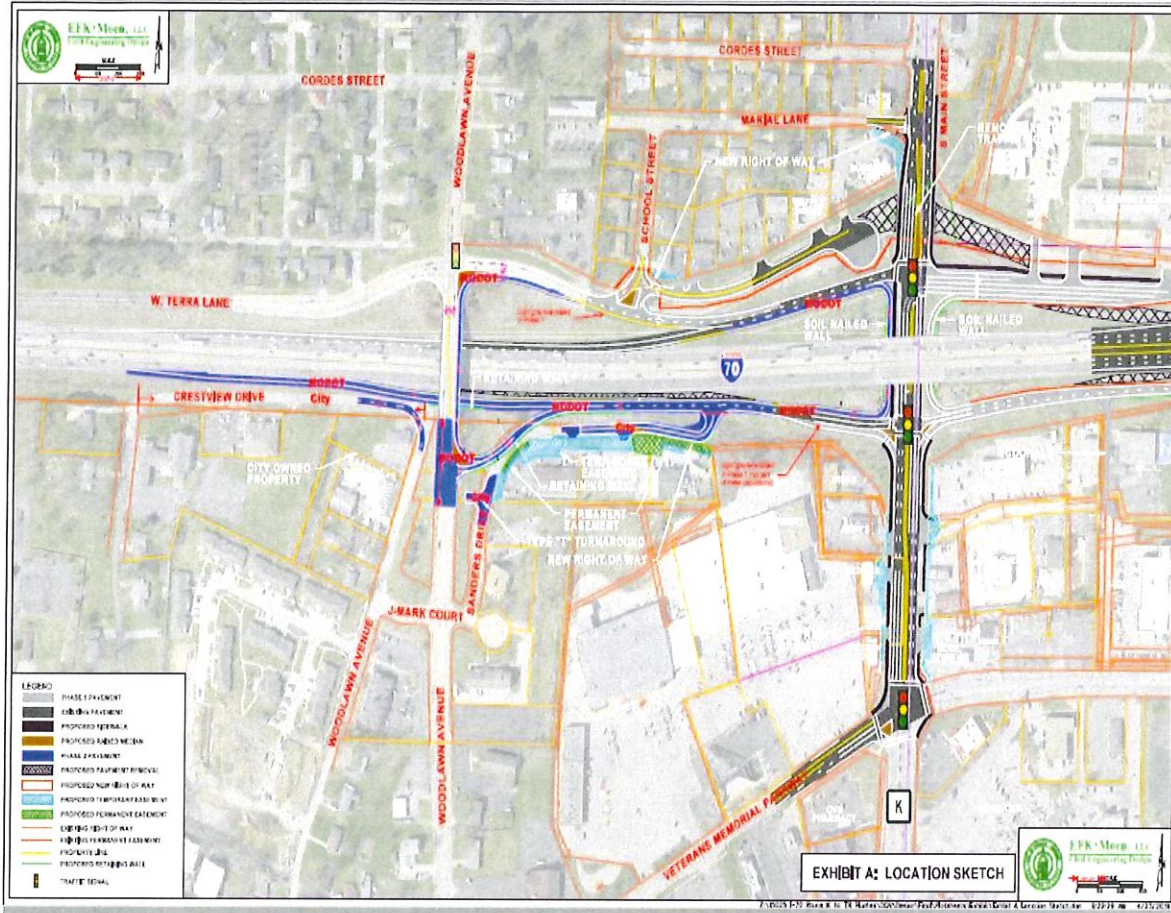 EFK·Moen, LLC
Civil Engineering Design
CORDES STREET
CORDES STREET
WOODLAWN AVENUE
MARIAE LANE
S MAIN STREET
NEW RIGHT OF WAY
SCHOOL STREET
W. TERRA LANE
MODOT
MODOT
SOIL NAILED
WALL
SOIL NAILED
WALL
70
RETAINING WALL
MODOT
City
CRESTVIEW DRIVE
MODOT
MODOT
City
MODOT
CITY OWNED
PROPERTY
RETAINING WALL
PERMANENT
EASEMENT
TYPE "T" TURNAROUND
NEW RIGHT OF WAY
SANDERS DRIVE
J-MARK COURT
WOODLAWN AVENUE
WOODLAWN AVENUE
VETERANS MEMORIAL
K
CVS
PHARMACY
LEGEND
PHASE 1 PAVEMENT
EXISTING PAVEMENT
PROPOSED SIDEWALK
PROPOSED RAISED MEDIAN
PHASE 2 PAVEMENT
PROPOSED PAVEMENT REMOVAL
PROPOSED NEW RIGHT OF WAY
PROPOSED TEMPORARY EASEMENT
PROPOSED PERMANENT EASEMENT
EXISTING RIGHT OF WAY
EXISTING PERMANENT EASEMENT
PROPERTY LINE
PROPOSED RETAINING WALL
TRAFFIC SIGNAL
EXHIBIT A: LOCATION SKETCH
EFK·Moen, LLC
Civil Engineering Design